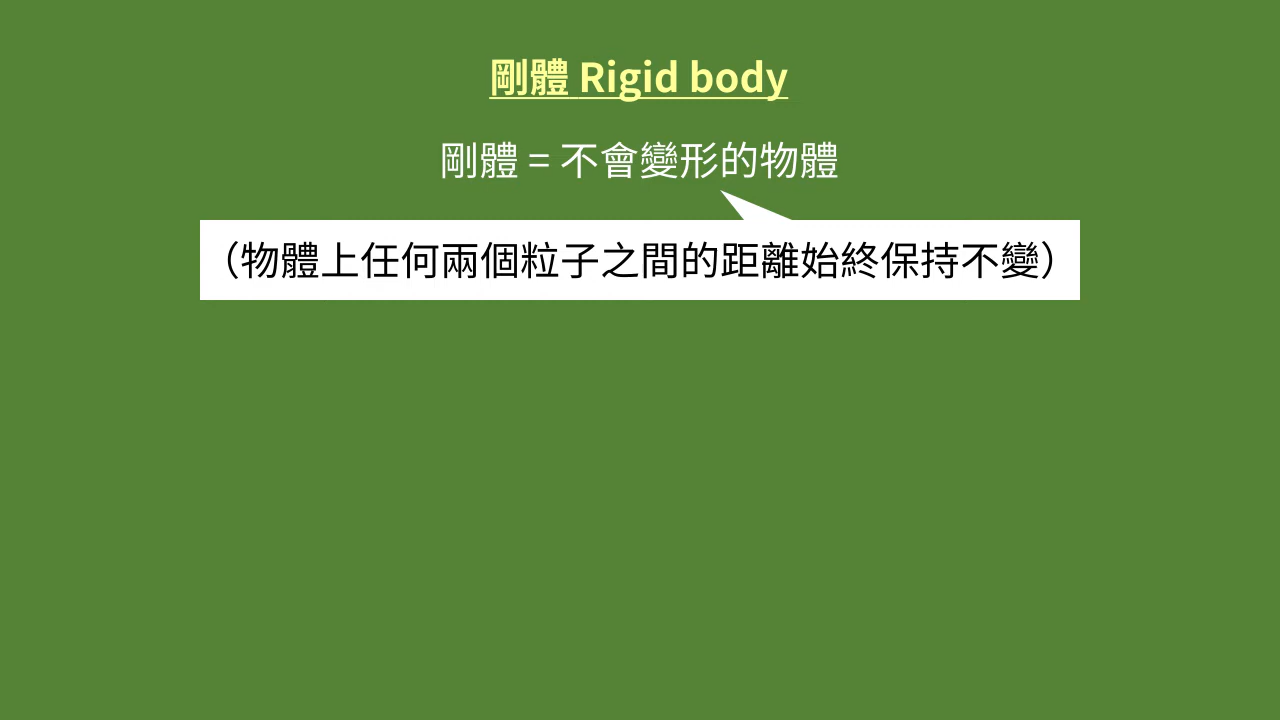 剛體 Rigid body
剛體 = 不會變形的物體
（物體上任何兩個粒子之間的距離始終保持不變）